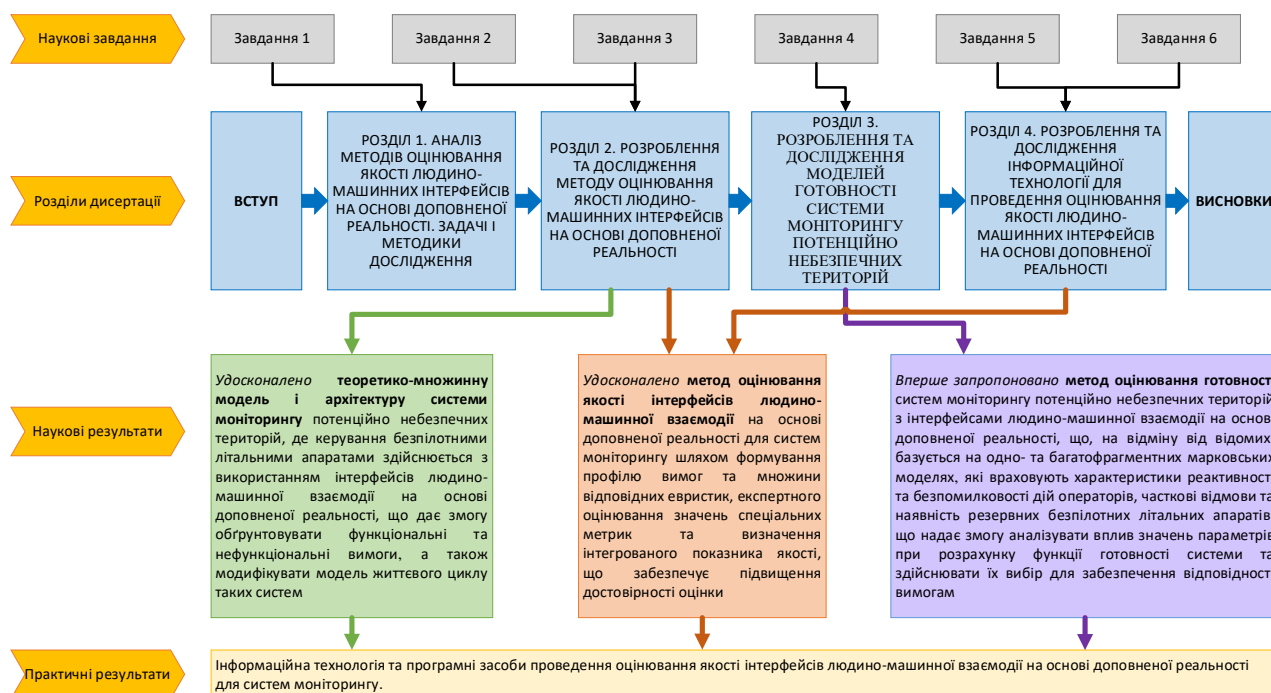 Наукові завдання
Завдання 1
Завдання 2
Завдання 3
Завдання 4
Завдання 5
Завдання 6
Розділи дисертації
ВСТУП
РОЗДІЛ 1. АНАЛІЗ
МЕТОДІВ ОЦІНЮВАННЯ
ЯКОСТІ ЛЮДИНО-
МАШИННИХ ІНТЕРФЕЙСІВ
НА ОСНОВІ ДОПОВНЕНОЇ
РЕАЛЬНОСТІ. ЗАДАЧІ І
МЕТОДИКИ
ДОСЛІДЖЕННЯ
РОЗДІЛ 2. РОЗРОБЛЕННЯ
ТА ДОСЛІДЖЕННЯ
МЕТОДУ ОЦІНЮВАННЯ
ЯКОСТІ ЛЮДИНО-
МАШИННИХ ІНТЕРФЕЙСІВ
НА ОСНОВІ ДОПОВНЕНОЇ
РЕАЛЬНОСТІ
РОЗДІЛ 3.
РОЗРОБЛЕННЯ ТА
ДОСЛІДЖЕННЯ
МОДЕЛЕЙ
ГОТОВНОСТІ
СИСТЕМИ
МОНІТОРИНГУ
ПОТЕНЦІЙНО
НЕБЕЗПЕЧНИХ
ТЕРИТОРІЙ
РОЗДІЛ 4. РОЗРОБЛЕННЯ ТА
ДОСЛІДЖЕННЯ
ІНФОРМАЦІЙНОЇ
ТЕХНОЛОГІЇ ДЛЯ
ПРОВЕДЕННЯ ОЦІНЮВАННЯ
ЯКОСТІ ЛЮДИНО-
МАШИННИХ ІНТЕРФЕЙСІВ
НА ОСНОВІ ДОПОВНЕНОЇ
РЕАЛЬНОСТІ
ВИСНОВКИ
Наукові результати
Удосконалено теоретико-множинну
модель і архітектуру системи
моніторингу потенційно небезпечних
територій, де керування безпілотними
літальними апаратами здійснюється з
використанням інтерфейсів людино-
машинної взаємодії на основі
доповненої реальності, що дає змогу
обґрунтовувати функціональні та
нефункціональні вимоги, а також
модифікувати модель життєвого циклу
таких систем
Удосконалено метод оцінювання
якості інтерфейсів людино-
машинної взаємодії на основі
доповненої реальності для систем
моніторингу шляхом формування
профілю вимог та множини
відповідних евристик, експертного
оцінювання значень спеціальних
метрик та визначення
інтегрованого показника якості,
що забезпечує підвищення
достовірності оцінки
Вперше запропоновано метод оцінювання готовност
систем моніторингу потенційно небезпечних територій
з інтерфейсами людино-машинної взаємодії на основ
доповненої реальності, що, на відміну від відомих
базується на одно- та багатофрагментних марковських
моделях, які враховують характеристики реактивност
та безпомилковості дій операторів, часткові відмови та
наявність резервних безпілотних літальних апаратів
що надає змогу аналізувати вплив значень параметрів
при розрахунку функції готовності системи та
здійснювати їх вибір для забезпечення відповідност
вимогам
Практичні результати
Інформаційна технологія та програмні засоби проведення оцінювання якості інтерфейсів людино-машинної взаємодії на основі доповненої реальності
для систем моніторингу.